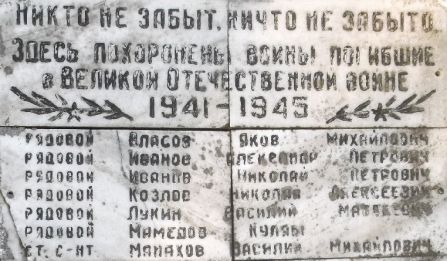 НИКТО НЕ ЗАБЫТ, НИЧТО НЕ ЗАБЫТО.
ЗДЕСЬ ПОХОРОНЕНЫ ВОИНЫ ПОГИБШИЕ
В ВЕЛИКОЙ ОТЕЧЕСТВЕННОЙ ВОЙНЕ
1941-1945
РЯДОВОЙ ВЛАСОВ ЯКОВ МИХАЙЛОВИЧ
РЯДОВОЙ ИВАНОВ АЛЕКСАНДР ПЕТРОВИЧ
РЯДОВОЙ ИВАНОВ НИКОЛАЙ ПЕТРОВИЧ
РЯДОВОЙ КОЗЛОВ НИКОЛАЙ АЛЕКСЕЕВИЧ
РЯДОВОЙ ЛУКИН ВАСИЛИЙ МАТВЕЕВИЧ
РЯДОВОЙ МАМЕДОВ
СТ. С-НТ ВАСИЛИЙ МИХАЙЛОВИЧ